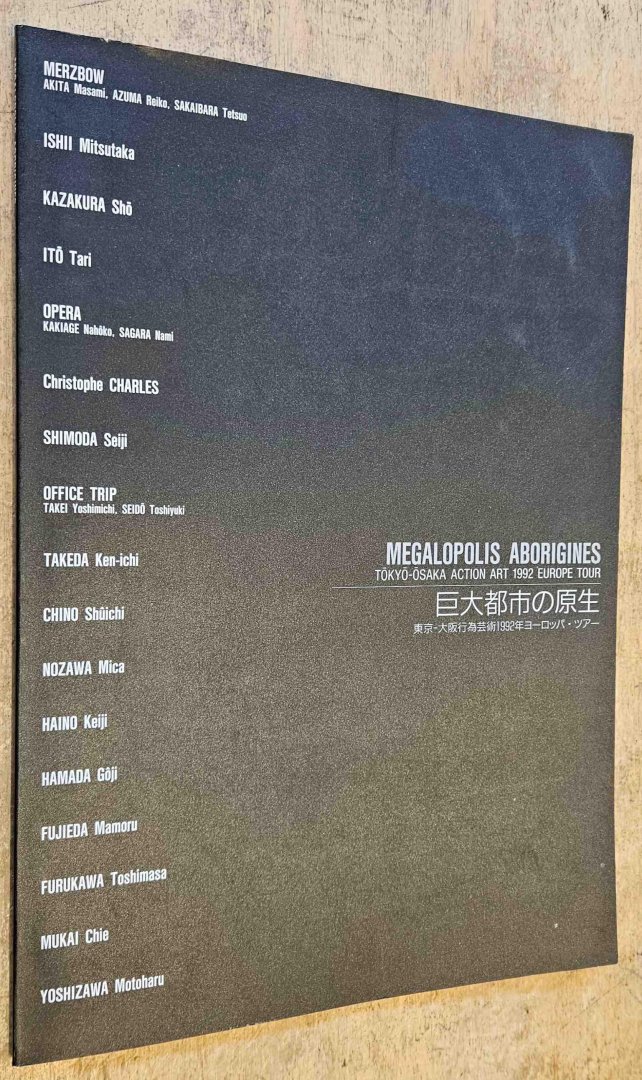 MERZBOW
AKITA Masami, AZUMA Reiko, SAKAIBARA Tetsuo
ISHII Mitsutaka
KAZAKURA Shō
ITŌ Tari
OPERA
KAKIAGE Nahôko, SAGARA Nami
Christophe CHARLES
SHIMODA Seiji
OFFICE TRIP
TAKEI Yoshimichi, SEIDÔ Toshiyuki
TAKEDA Ken-ichi
CHINO Shûichi
NOZAWA Mica
HAINO Keiji
HAMADA Gôji
FUJIEDA Mamoru
FURUKAWA Toshimasa
MUKAI Chie
YOSHIZAWA Motoharu
MEGALOPOLIS ABORIGINES
TŌKYŌ-ŌSAKA ACTION ART 1992 EUROPE TOUR
巨大都市の原生
東京-大阪行為芸術1992年ヨーロッパ・ツアー